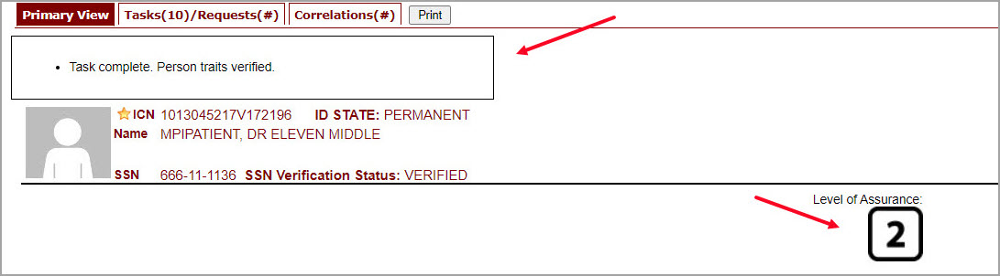 Primary View Tasks(10)/Requests(#) Correlations(#) Print
• Task complete. Person traits verified.
ICN 1013045217V172196 ID STATE: PERMANENT
Name MPIPATIENT, DR ELEVEN MIDDLE
SSN 666-11-1136 SSN Verification Status: VERIFIED
Level of Assurance:
2